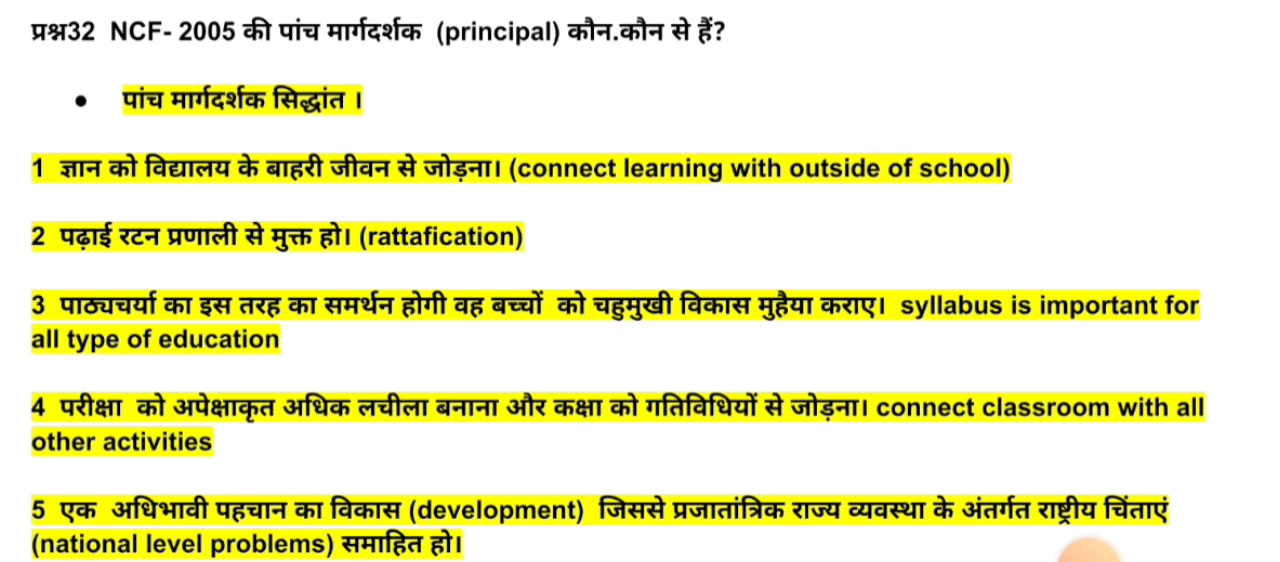 प्रश्न32 NCF- 2005 की पांच मार्गदर्शक (principal) कौन.कौन से हैं?
• पांच मार्गदर्शक सिद्धांत ।
1 ज्ञान को विद्यालय के बाहरी जीवन से जोड़ना। (connect learning with outside of school)
2 पढ़ाई रटन प्रणाली से मुक्त हो। (rattafication)
3 पाठ्यचर्या का इस तरह का समर्थन होगी वह बच्चों को चहुमुखी विकास मुहैया कराए। syllabus is important for
all type of education
4 परीक्षा को अपेक्षाकृत अधिक लचीला बनाना और कक्षा को गतिविधियों से जोड़ना। connect classroom with all
other activities
5 एक अधिभावी पहचान का विकास (development) जिससे प्रजातांत्रिक राज्य व्यवस्था के अंतर्गत राष्ट्रीय चिंताएं
(national level problems) समाहित हो।